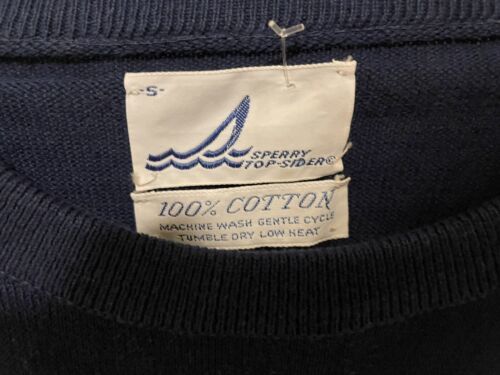 -S-
SPERRY
TOP-SIDER©
100% COTTON
MACHINE WASH GENTLE CYCLE
TUMBLE DRY LOW HEAT